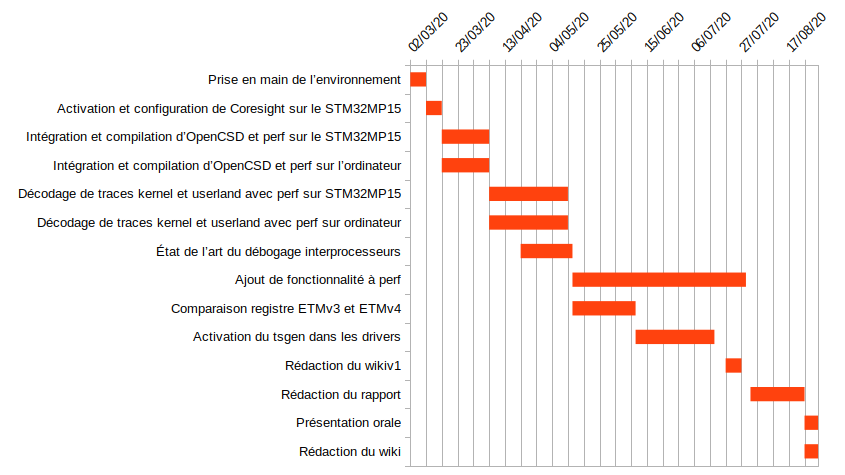 02/03/20
23/03/20
13/04/20
04/05/20
25/05/20
15/06/20
06/07/20
27/07/20
17/08/20
Prise en main de l'environnement
Activation et configuration de Coresight sur le STM32MP15
Intégration et compilation d'OpenCSD et perf sur le STM32MP15
Intégration et compilation d'OpenCSD et perf sur l'ordinateur
Décodage de traces kernel et userland avec perf sur STM32MP15
Décodage de traces kernel et userland avec perf sur ordinateur
État de l'art du débogage interprocesseurs
Ajout de fonctionnalité à perf
Comparaison registre ETMv3 et ETMv4
Activation du tsgen dans les drivers
Rédaction du wikiv1
Rédaction du rapport
Présentation orale
Rédaction du wiki